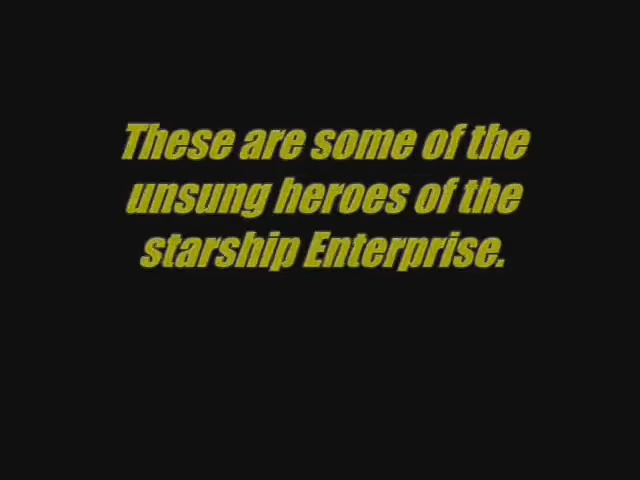 These are some of the
unsung heroes of the
starship Enterprise.